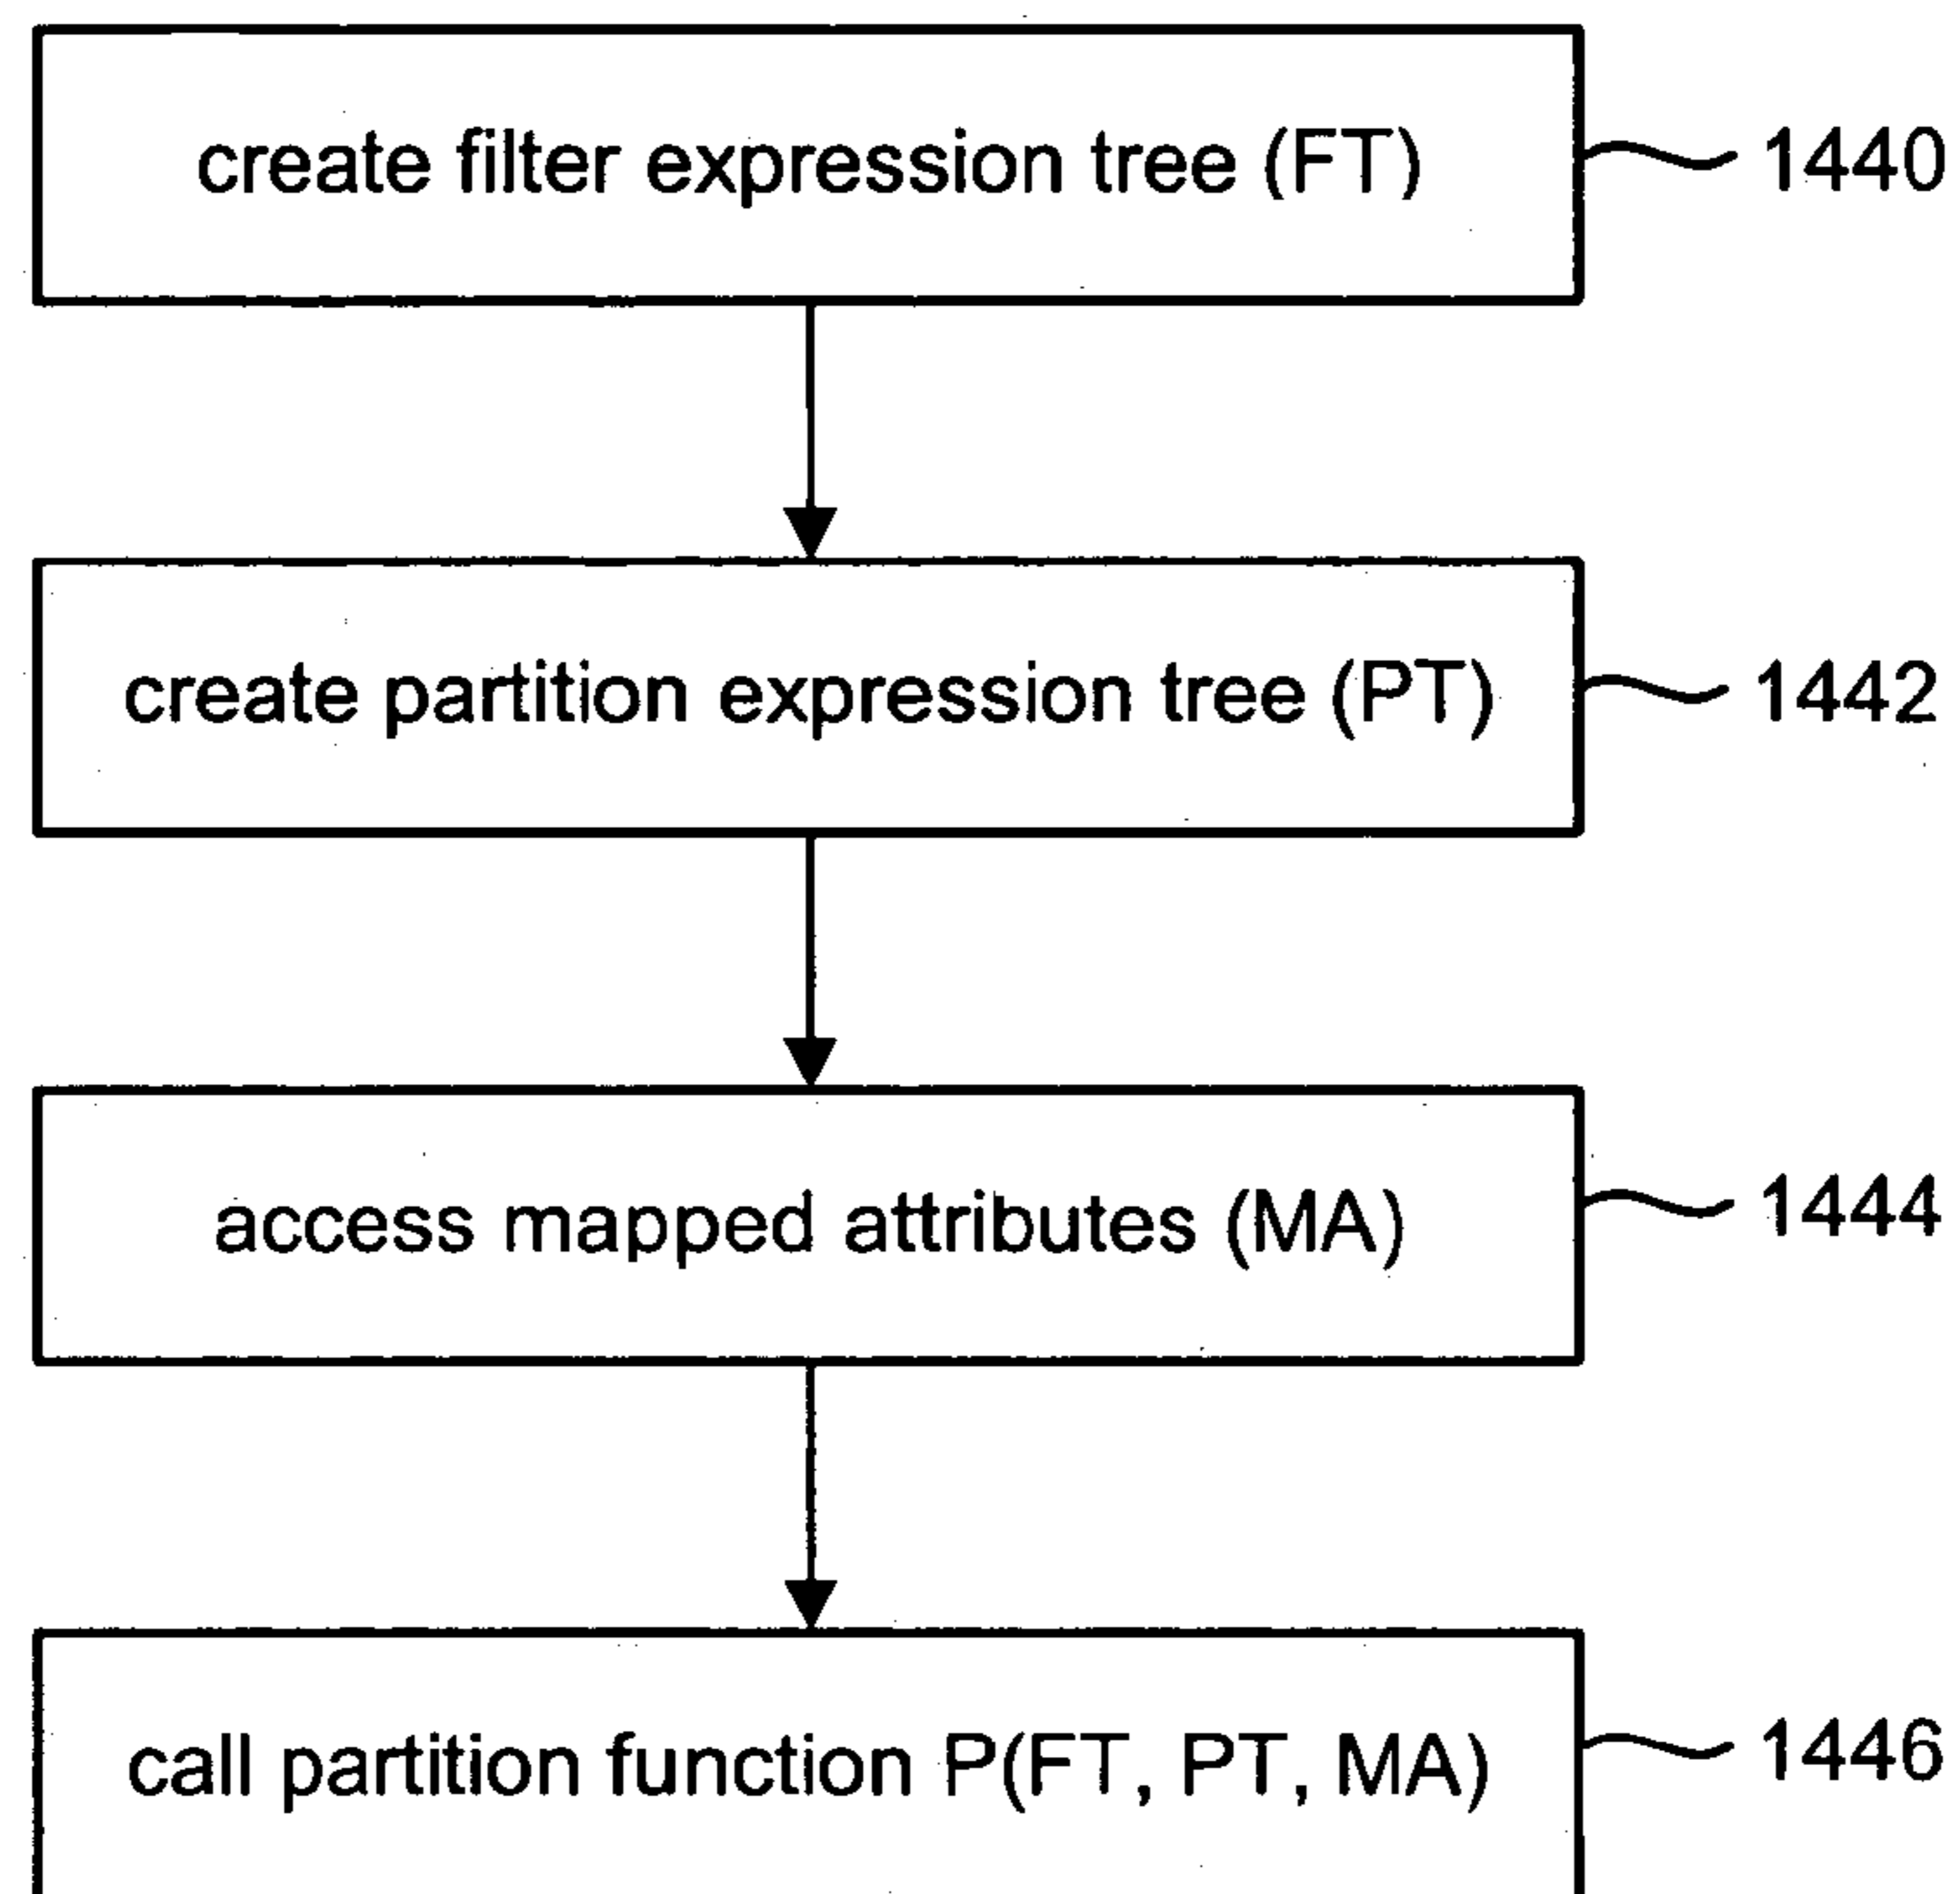 create filter expression tree (FT) 1440
create partition expression tree (PT) 1442
access mapped attributes (MA) 1444
call partition function P(FT, PT, MA) 1446